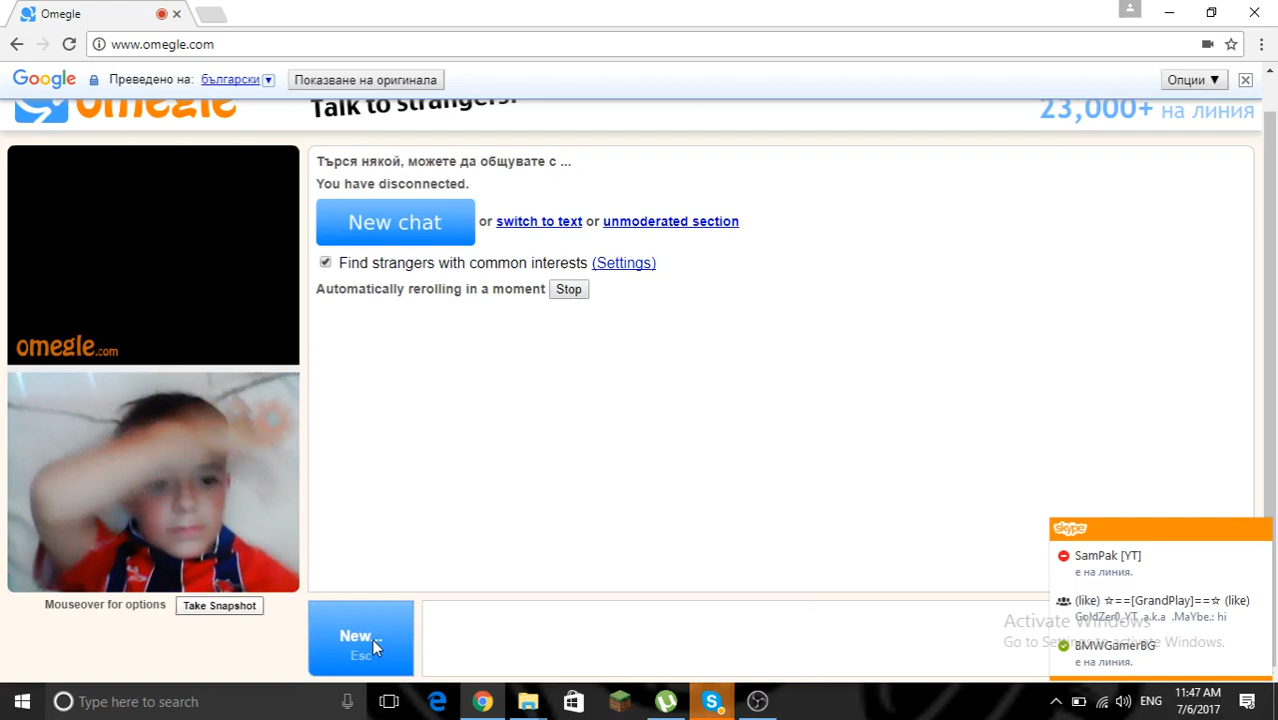 Omegle
www.omegle.com
Google Преведено на: български Показване на оригинала Опции ▼
omegle Talk to strangers! 23,000+ на линия
Търся някой, можете да общувате с ...
You have disconnected.
New chat or switch to text or unmoderated section
Find strangers with common interests (Settings)
Automatically rerolling in a moment Stop
omegle.com
Mouseover for options Take Snapshot
New...
Esc
skype
SamPak [YT]
е на линия.
(like) ☆==[GrandPlay]==☆ (like)
GoldZer0_YT a.k.a .MaYbe.: hi
BMWGamerBG
е на линия.
Activate Windows
Go to Settings to activate Windows.
Type here to search
ENG
11:47 AM
7/6/2017